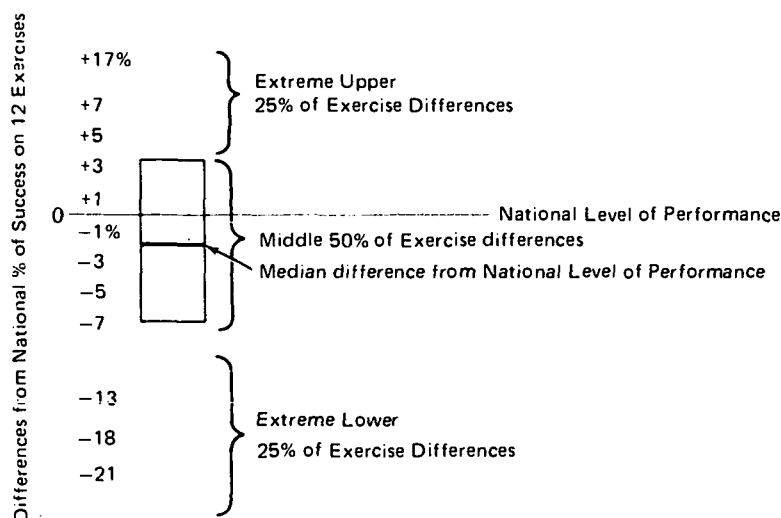 Differences from National % of Success on 12 Exercises
+17%
+7
+5
Extreme Upper
25% of Exercise Differences
+3
+1
0
National Level of Performance
−1%
−3
−5
−7
Middle 50% of Exercise differences
Median difference from National Level of Performance
−13
−18
−21
Extreme Lower
25% of Exercise Differences